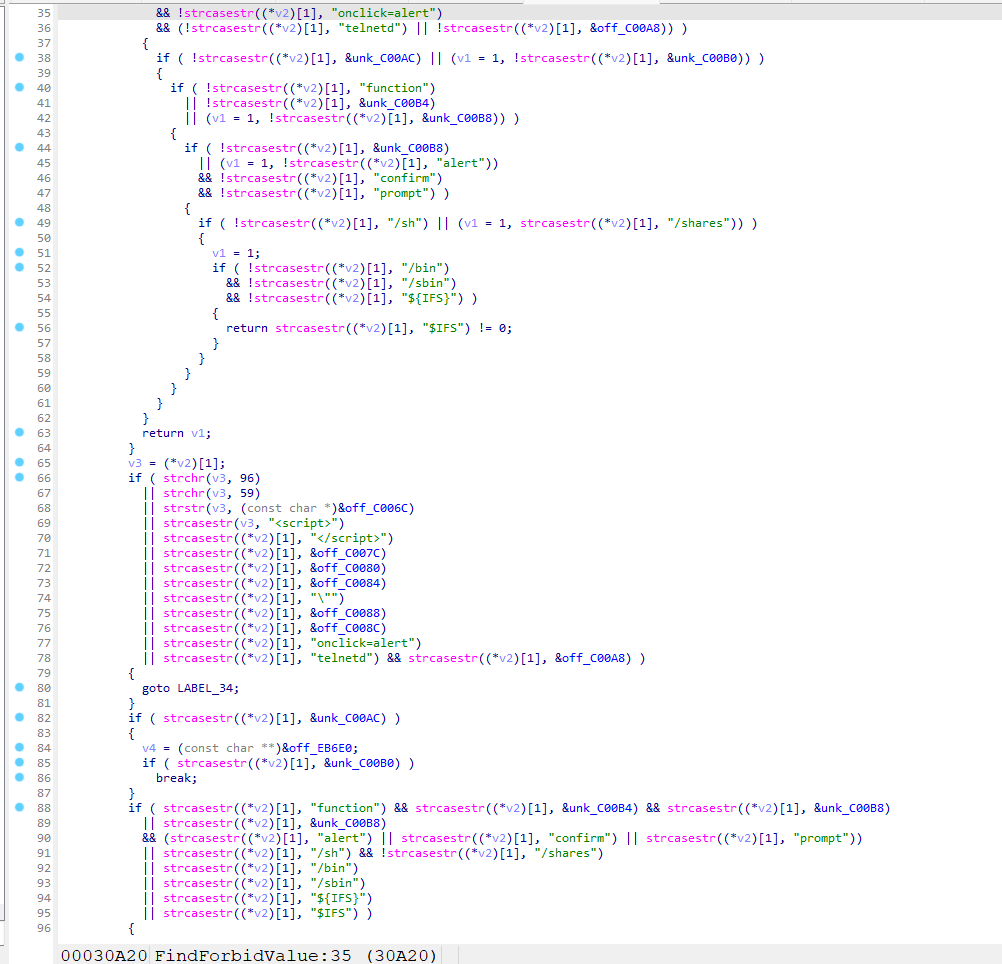 35 && !strcasestr((*v2)[1], "onclick=alert")
36 && (!strcasestr((*v2)[1], "telnetd") || !strcasestr((*v2)[1], &off_C00A8)) )
37 {
38 if ( !strcasestr((*v2)[1], &unk_C00AC) || (v1 = 1, !strcasestr((*v2)[1], &unk_C00B0)) )
39 {
40 if ( !strcasestr((*v2)[1], "function")
41 || !strcasestr((*v2)[1], &unk_C00B4)
42 || (v1 = 1, !strcasestr((*v2)[1], &unk_C00B8)) )
43 {
44 if ( !strcasestr((*v2)[1], &unk_C00B8)
45 || (v1 = 1, !strcasestr((*v2)[1], "alert"))
46 && !strcasestr((*v2)[1], "confirm")
47 && !strcasestr((*v2)[1], "prompt") )
48 {
49 if ( !strcasestr((*v2)[1], "/sh") || (v1 = 1, strcasestr((*v2)[1], "/shares")) )
50 {
51 v1 = 1;
52 if ( !strcasestr((*v2)[1], "/bin")
53 && !strcasestr((*v2)[1], "/sbin")
54 && !strcasestr((*v2)[1], "${IFS}") )
55 {
56 return strcasestr((*v2)[1], "$IFS") != 0;
57 }
58 }
59 }
60 }
61 }
62 }
63 return v1;
64 }
65 v3 = (*v2)[1];
66 if ( strchr(v3, 96)
67 || strchr(v3, 59)
68 || strstr(v3, (const char *)&off_C006C)
69 || strcasestr(v3, "<script>")
70 || strcasestr((*v2)[1], "</script>")
71 || strcasestr((*v2)[1], &off_C007C)
72 || strcasestr((*v2)[1], &off_C0080)
73 || strcasestr((*v2)[1], &off_C0084)
74 || strcasestr((*v2)[1], "\"")
75 || strcasestr((*v2)[1], &off_C0088)
76 || strcasestr((*v2)[1], &off_C008C)
77 || strcasestr((*v2)[1], "onclick=alert")
78 || strcasestr((*v2)[1], "telnetd") && strcasestr((*v2)[1], &off_C00A8) )
79 {
80 goto LABEL_34;
81 }
82 if ( strcasestr((*v2)[1], &unk_C00AC) )
83 {
84 v4 = (const char **)&off_EB6E0;
85 if ( strcasestr((*v2)[1], &unk_C00B0) )
86 break;
87 }
88 if ( strcasestr((*v2)[1], "function") && strcasestr((*v2)[1], &unk_C00B4) && strcasestr((*v2)[1], &unk_C00B8)
89 || strcasestr((*v2)[1], &unk_C00B8)
90 && (strcasestr((*v2)[1], "alert") || strcasestr((*v2)[1], "confirm") || strcasestr((*v2)[1], "prompt"))
91 || strcasestr((*v2)[1], "/sh") && !strcasestr((*v2)[1], "/shares")
92 || strcasestr((*v2)[1], "/bin")
93 || strcasestr((*v2)[1], "/sbin")
94 || strcasestr((*v2)[1], "${IFS}")
95 || strcasestr((*v2)[1], "$IFS") )
96 {
00030A20 FindForbidValue:35 (30A20)